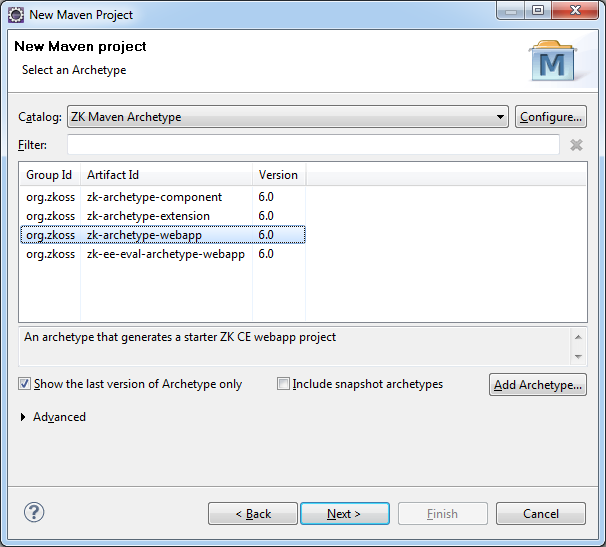 New Maven Project
New Maven project
Select an Archetype
M
Catalog: ZK Maven Archetype Configure...
Filter:
Group Id Artifact Id Version
org.zkoss zk-archetype-component 6.0
org.zkoss zk-archetype-extension 6.0
org.zkoss zk-archetype-webapp 6.0
org.zkoss zk-ee-eval-archetype-webapp 6.0
An archetype that generates a starter ZK CE webapp project
Show the last version of Archetype only Include snapshot archetypes Add Archetype...
Advanced
? < Back Next > Finish Cancel